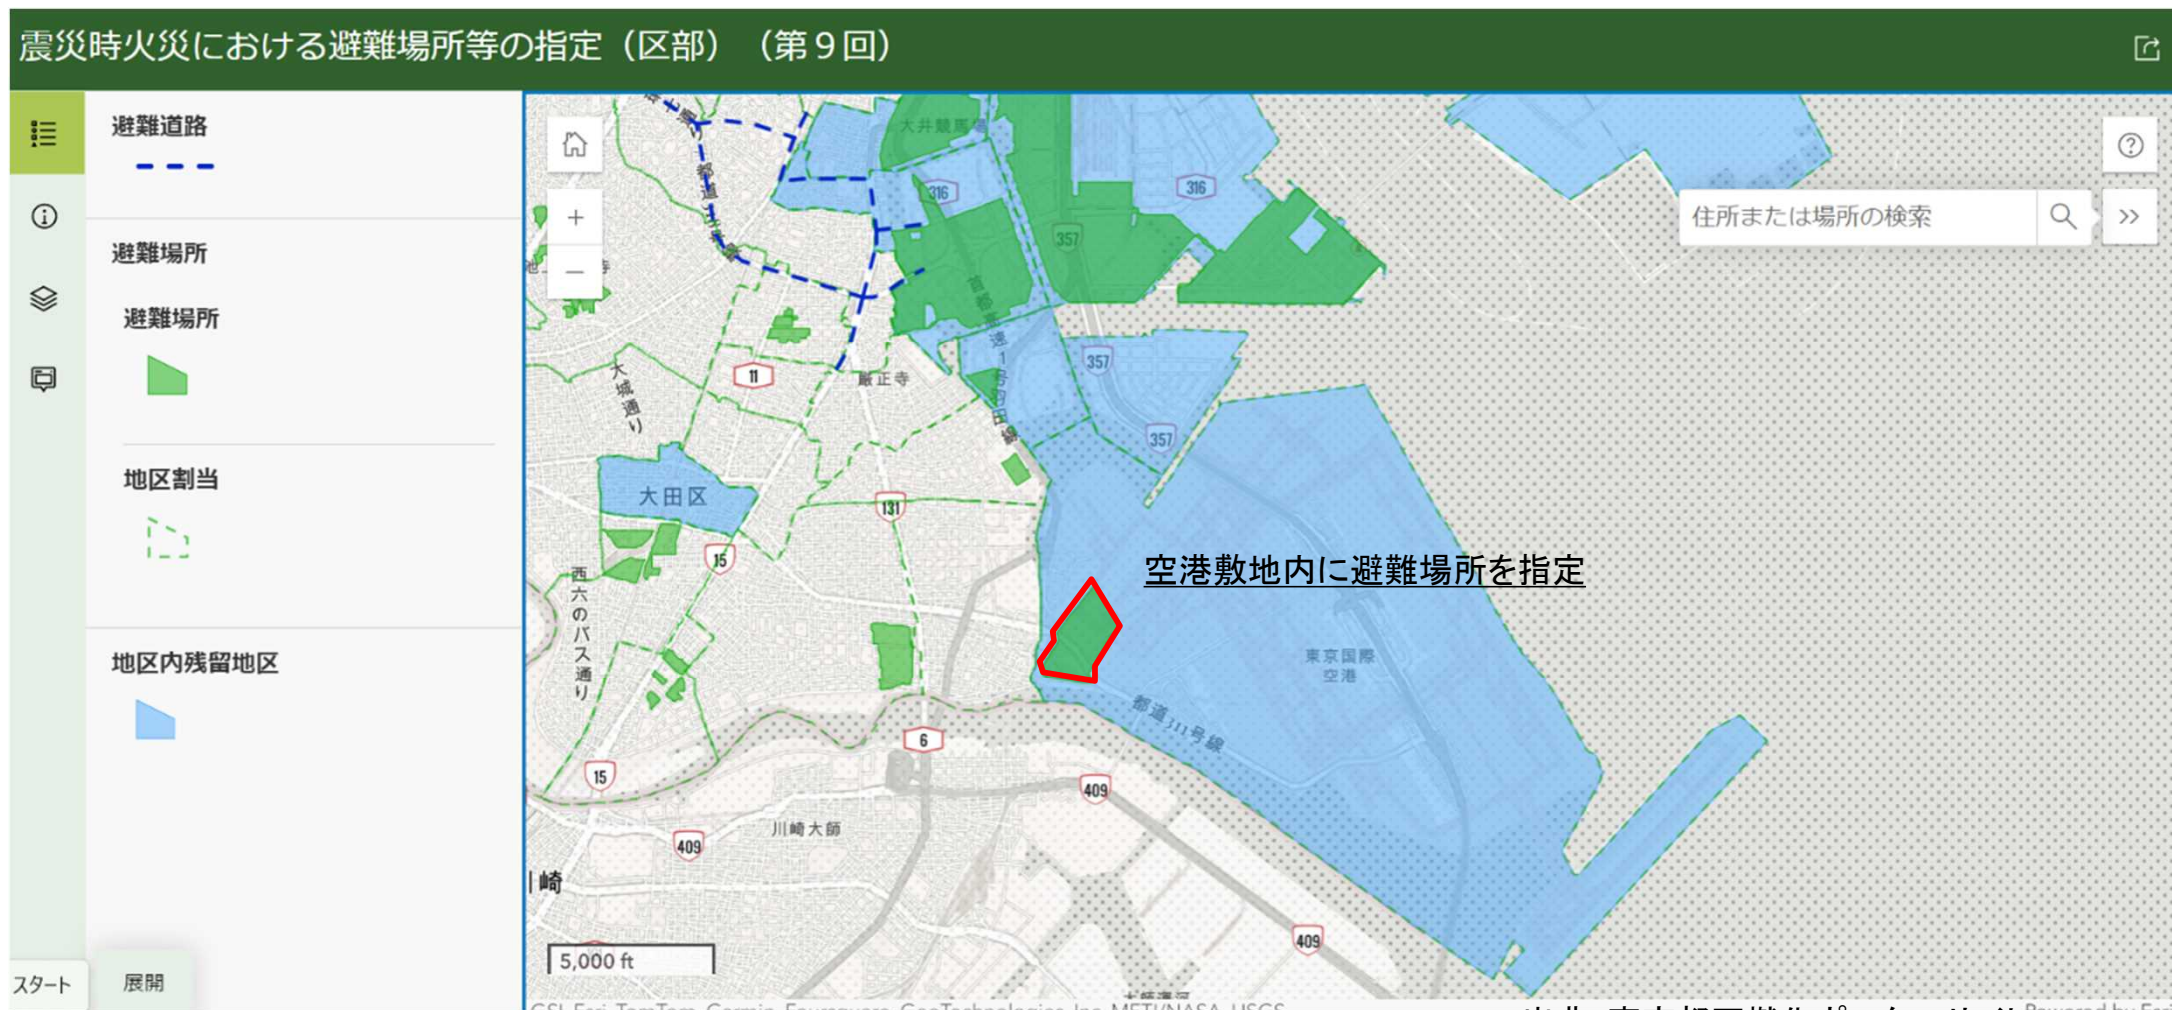 震災時火災における避難場所等の指定（区部）（第９回）
避難道路
避難場所
避難場所
地区割当
地区内残留地区
スタート
展開
住所または場所の検索
大井競馬場
316
316
357
357
357
11
厳正寺
大城通り
大田区
131
15
西六のバス通り
空港敷地内に避難場所を指定
東京国際
空港
都道311号線
6
15
409
409
409
川崎大師
崎
5,000 ft
首都高速1号羽田線